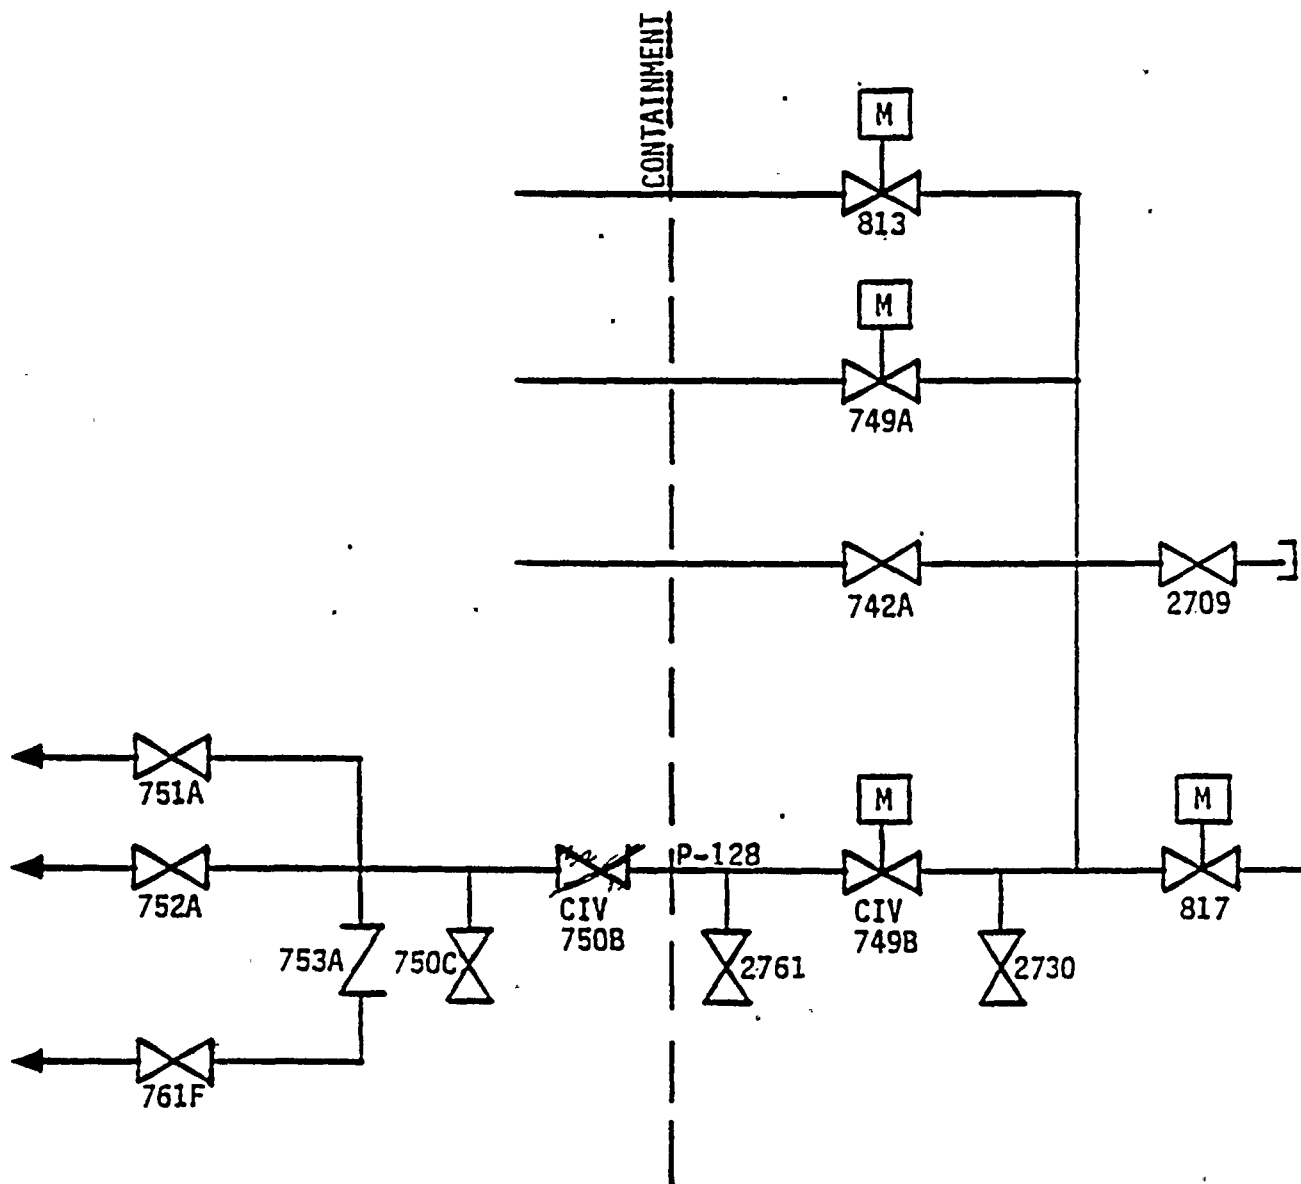 CONTAINMENT
M
813
M
749A
742A
2709
751A
M
M
P-128
752A
CIV
750B
CIV
749B
817
753A
750C
2761
2730
761F